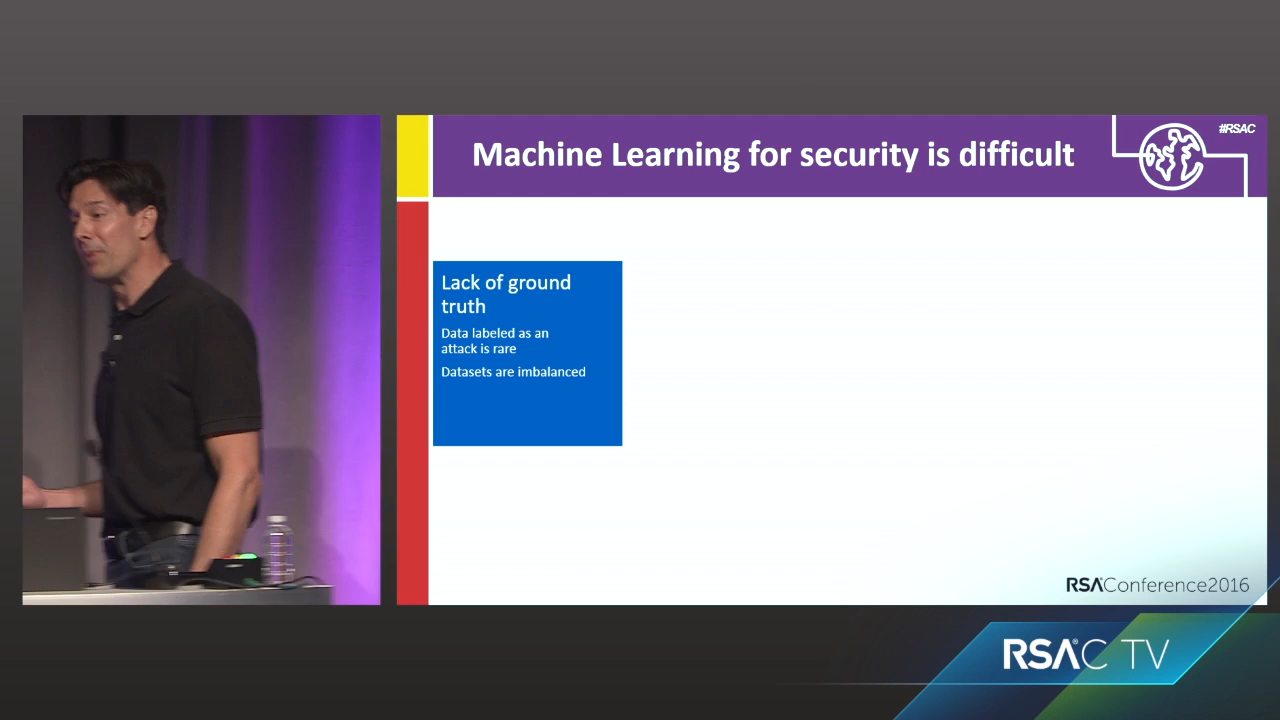 #RSAC
Machine Learning for security is difficult
Lack of ground
truth
Data labeled as an
attack is rare
Datasets are imbalanced
RSAConference2016
RSA®C TV